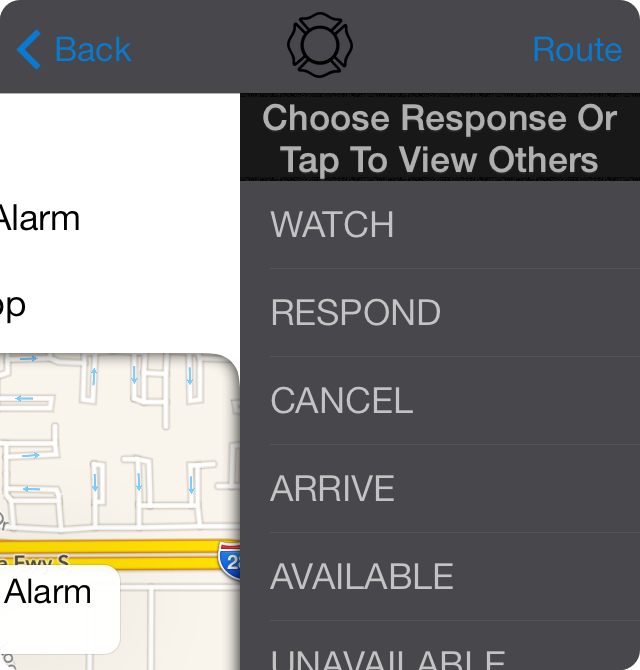 Back
Route
Choose Response Or
Tap To View Others
Alarm
WATCH
RESPOND
CANCEL
ARRIVE
AVAILABLE
UNAVAILABLE
op
Fwy S
28
Alarm